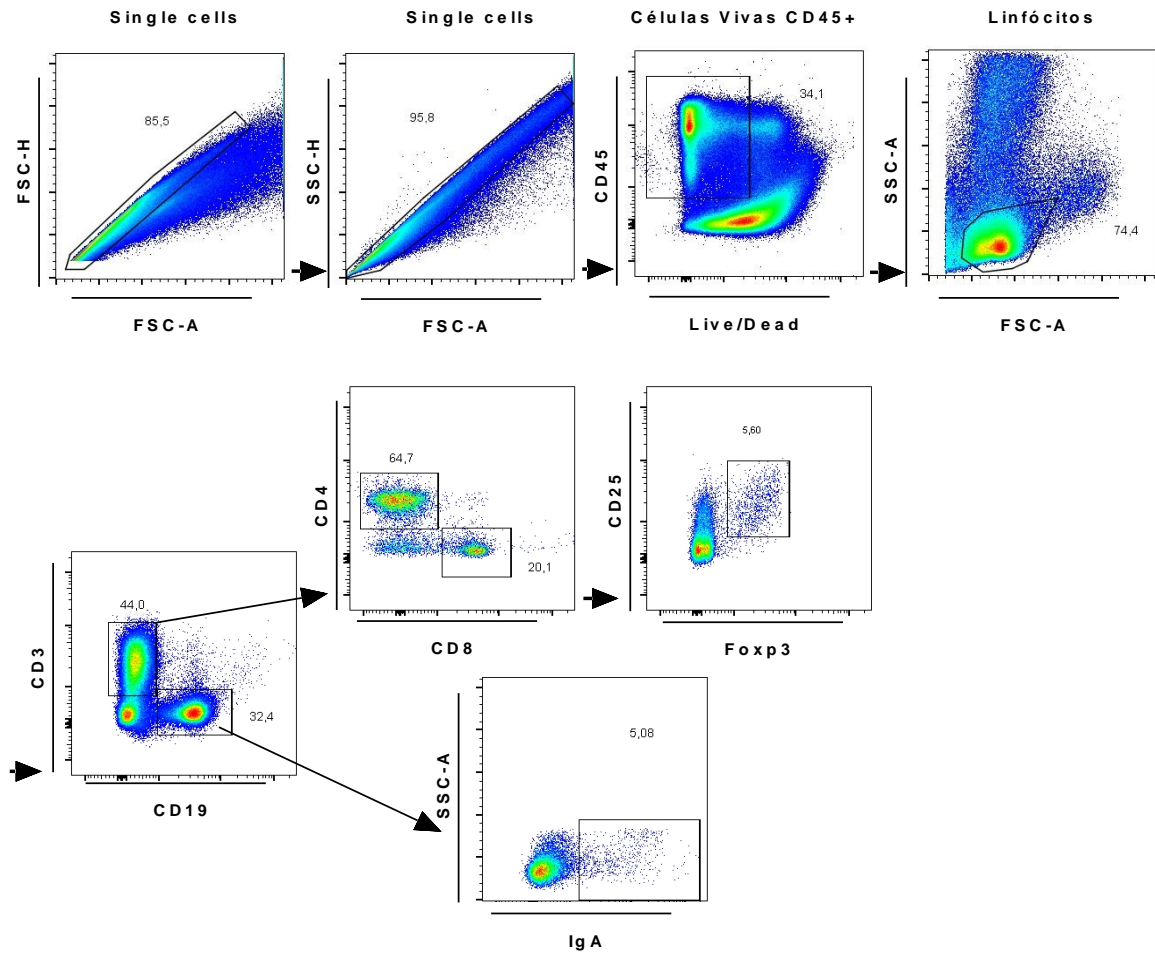 Single cells
Single cells
Células Vivas CD45+
Linfócitos
85,5
FSC-H
FSC-A
95,8
SSC-H
FSC-A
34,1
CD45
Live/Dead
74,4
SSC-A
FSC-A
44,0
32,4
CD3
CD19
64,7
20,1
CD4
CD8
5,60
CD25
Foxp3
5,08
SSC-A
IgA